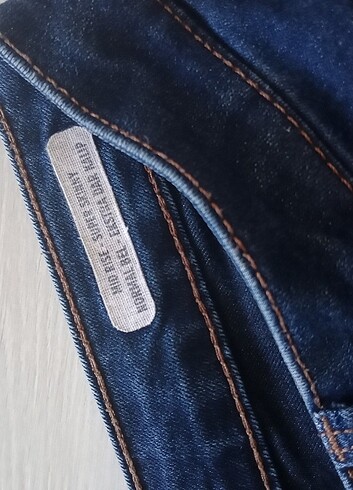 MID RISE - SUPER SKINNY
NORMAL BEL - EKSTRA DAR KALIP